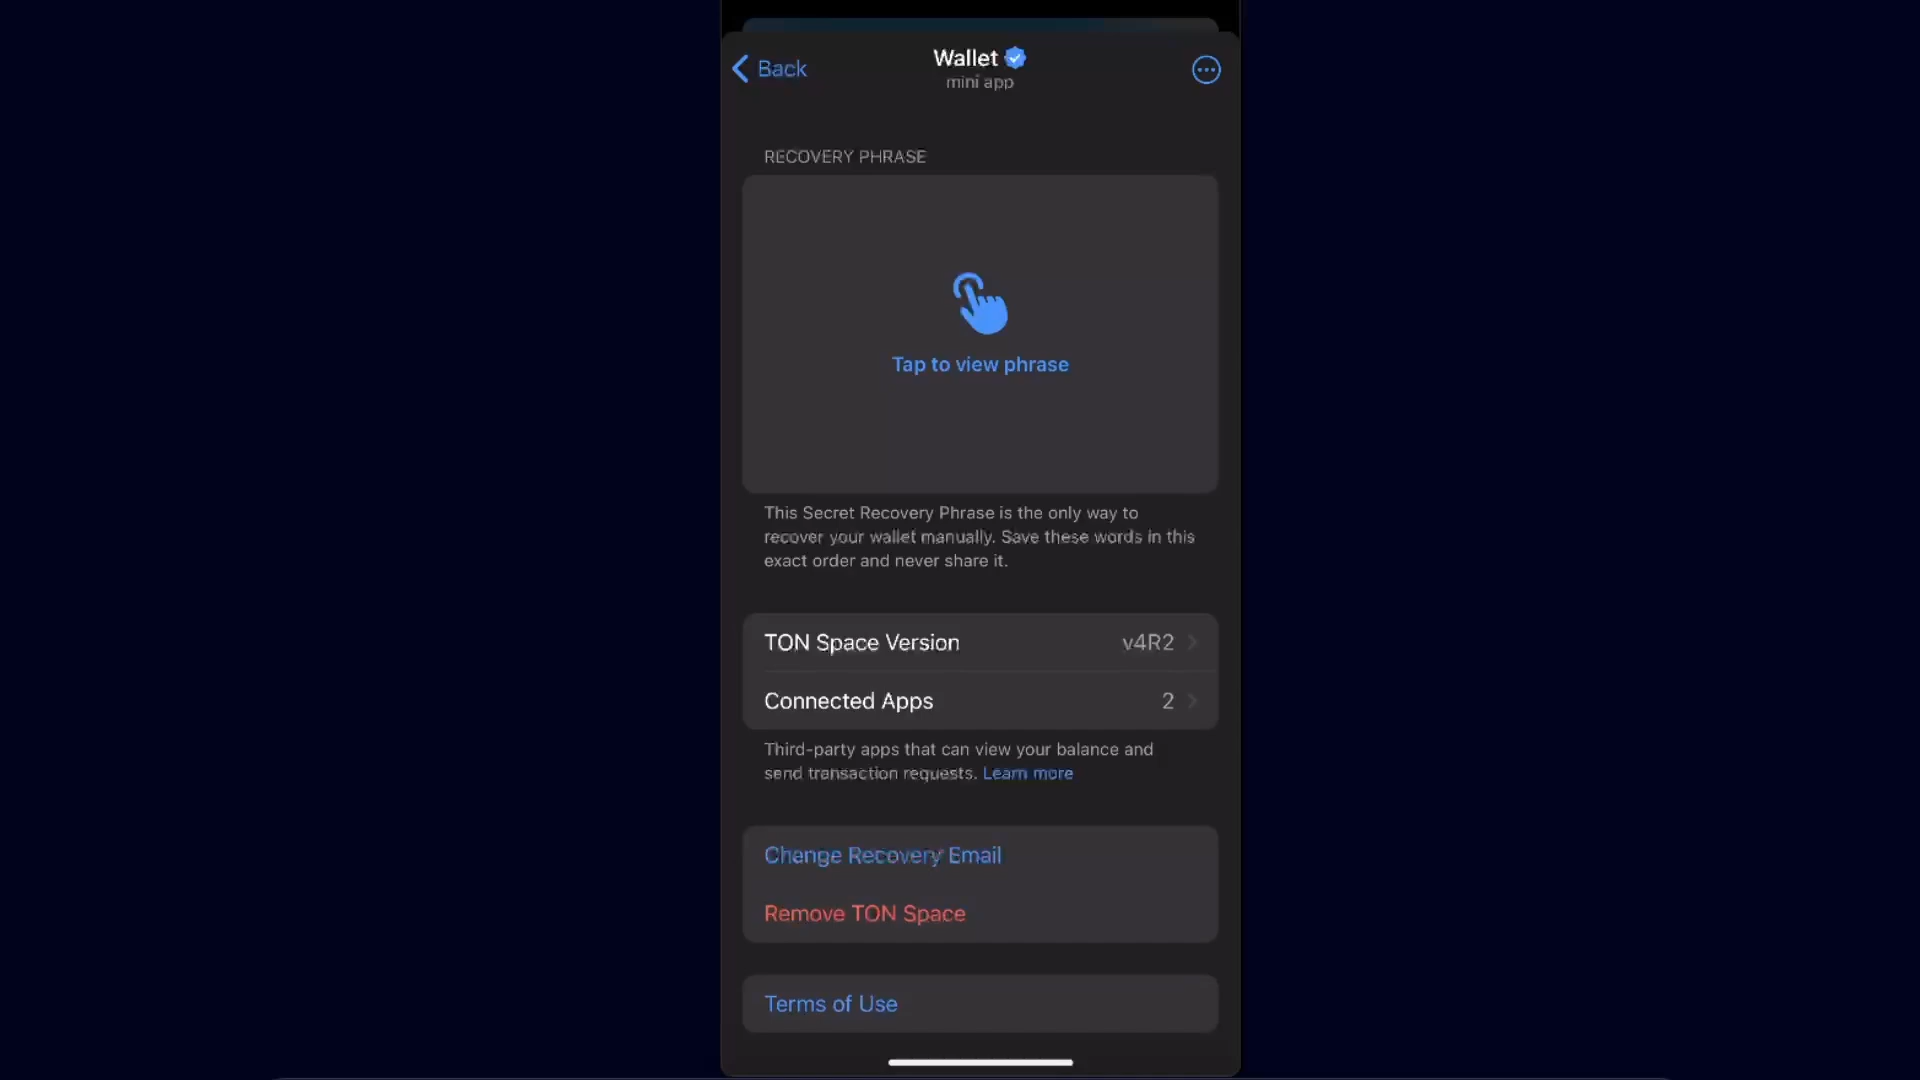 Back
Wallet
mini app
RECOVERY PHRASE
Tap to view phrase
This Secret Recovery Phrase is the only way to
recover your wallet manually. Save these words in this
exact order and never share it.
TON Space Version v4R2
Connected Apps 2
Third-party apps that can view your balance and
send transaction requests. Learn more
Change Recovery Email
Remove TON Space
Terms of Use